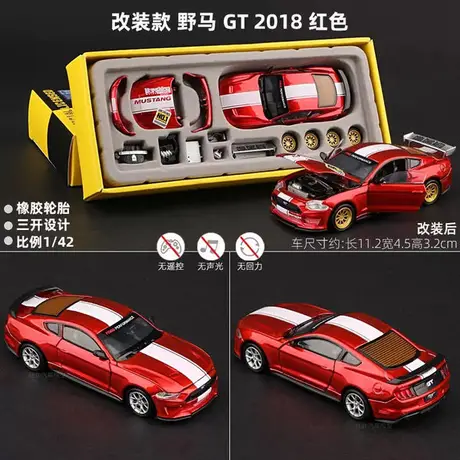 改装款 野马 GT 2018 红色
MUSTANG
改装后
橡胶轮胎
三开设计
比例1/42
无遥控
无声光
无回力
车尺寸约:长11.2宽4.5高3.2cm
GT